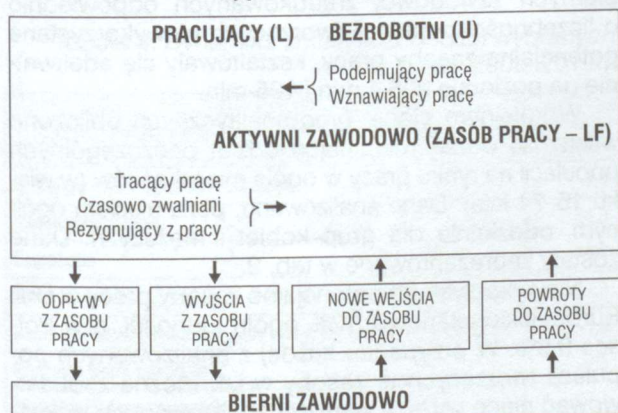 PRACUJĄCY (L) BEZROBOTNI (U)
Podejmujący pracę
Wznawiający pracę
AKTYWNI ZAWODOWO (ZASÓB PRACY – LF)
Tracący pracę
Czasowo zwalniani
Rezygnujący z pracy
ODPŁYWY
Z ZASOBU
PRACY
WYJŚCIA
Z ZASOBU
PRACY
NOWE WEJŚCIA
DO ZASOBU
PRACY
POWROTY
DO ZASOBU
PRACY
BIERNI ZAWODOWO